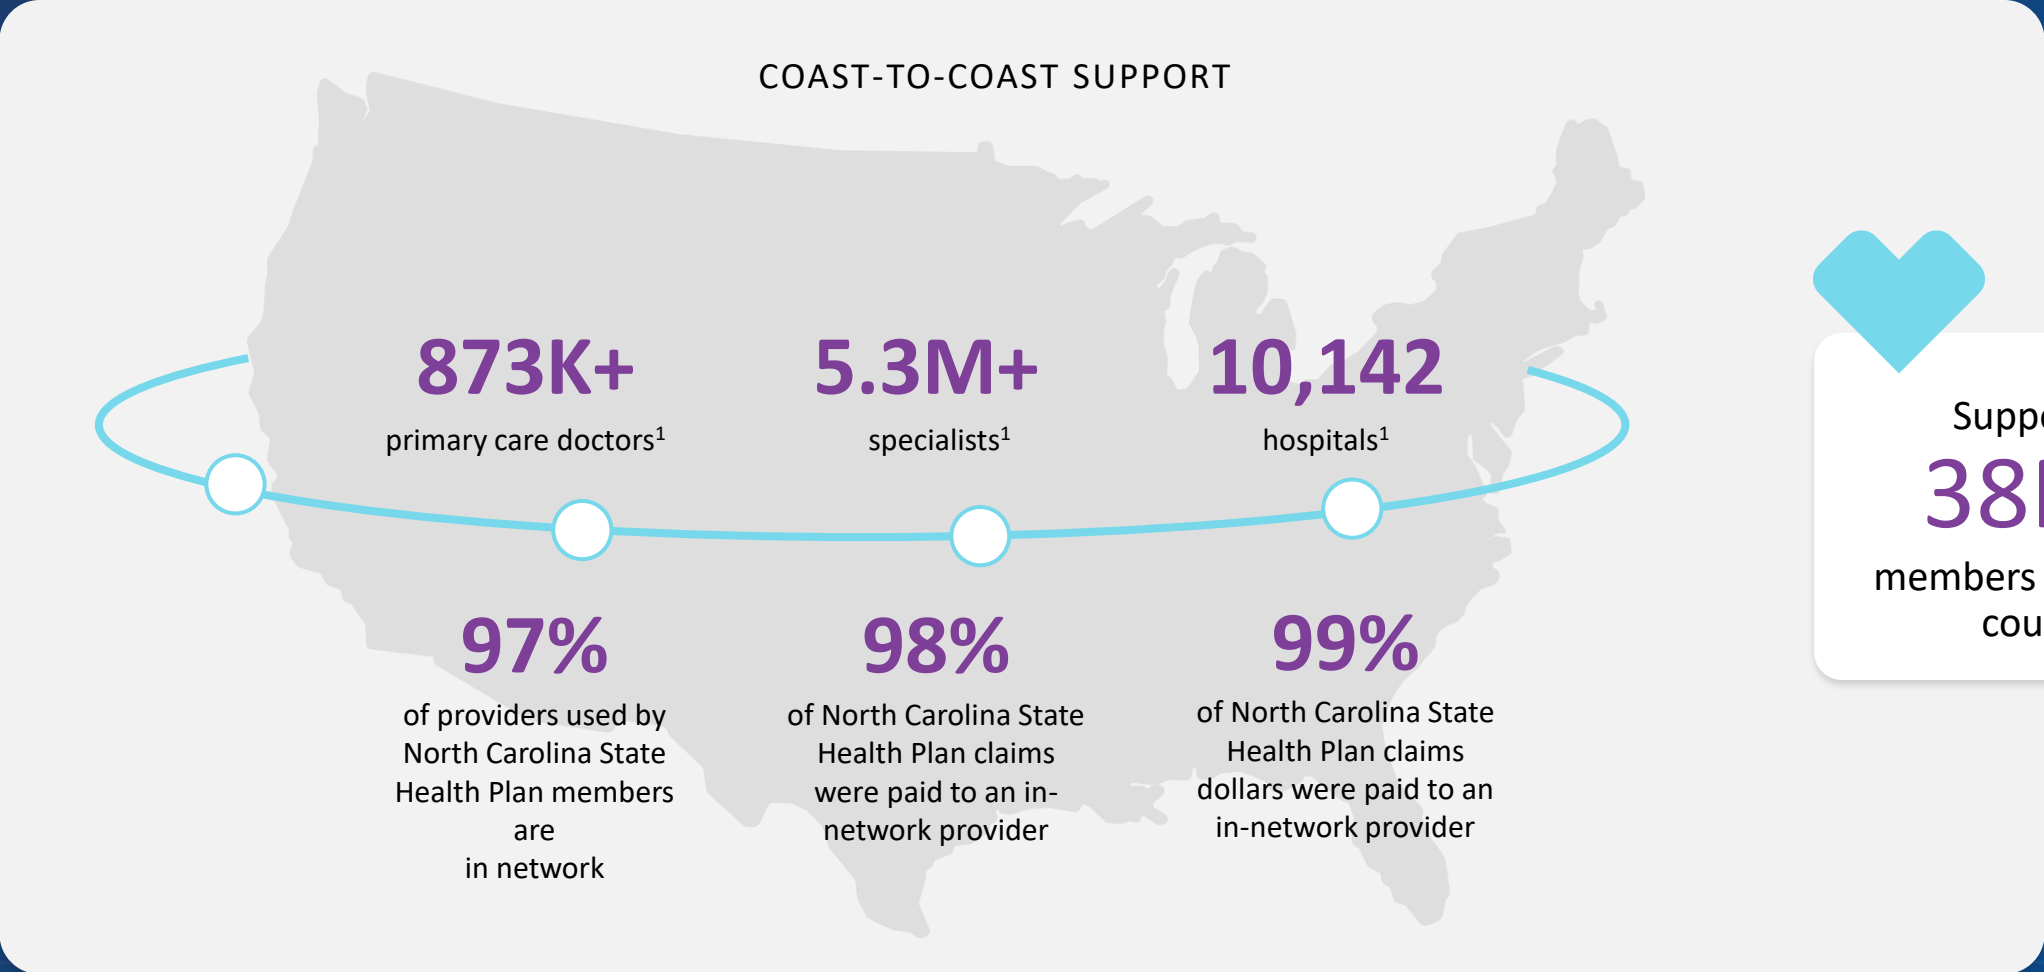 COAST-TO-COAST SUPPORT
873K+
primary care doctors¹
5.3M+
specialists¹
10,142
hospitals¹
97%
of providers used by
North Carolina State
Health Plan members
are
in network
98%
of North Carolina State
Health Plan claims
were paid to an in-
network provider
99%
of North Carolina State
Health Plan claims
dollars were paid to an
in-network provider
38
members